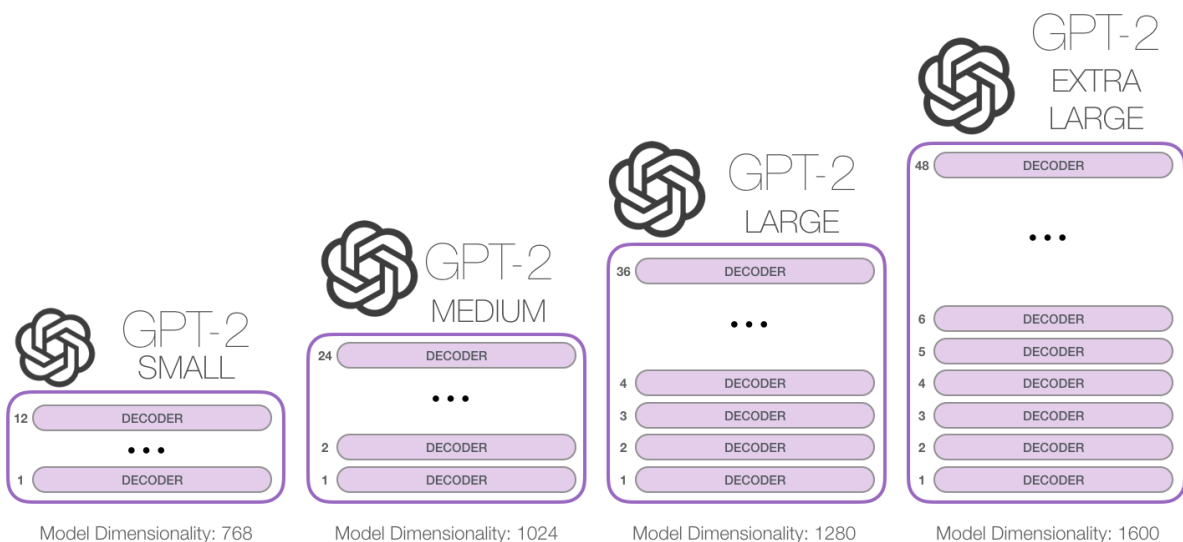 GPT-2
SMALL
12 DECODER
...
1 DECODER
Model Dimensionality: 768
GPT-2
MEDIUM
24 DECODER
...
2 DECODER
1 DECODER
Model Dimensionality: 1024
GPT-2
LARGE
36 DECODER
...
4 DECODER
3 DECODER
2 DECODER
1 DECODER
Model Dimensionality: 1280
GPT-2
EXTRA
LARGE
48 DECODER
...
6 DECODER
5 DECODER
4 DECODER
3 DECODER
2 DECODER
1 DECODER
Model Dimensionality: 1600